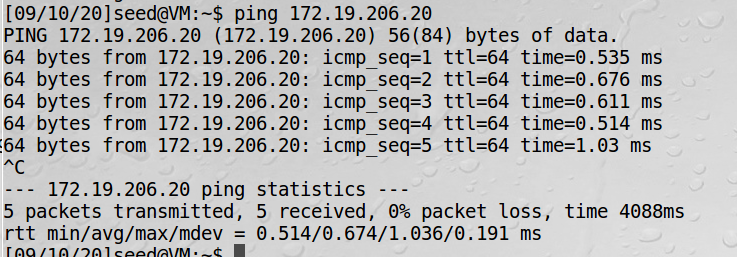 [09/10/20]seed@VM:~$ ping 172.19.206.20
PING 172.19.206.20 (172.19.206.20) 56(84) bytes of data.
64 bytes from 172.19.206.20: icmp_seq=1 ttl=64 time=0.535 ms
64 bytes from 172.19.206.20: icmp_seq=2 ttl=64 time=0.676 ms
64 bytes from 172.19.206.20: icmp_seq=3 ttl=64 time=0.611 ms
64 bytes from 172.19.206.20: icmp_seq=4 ttl=64 time=0.514 ms
64 bytes from 172.19.206.20: icmp_seq=5 ttl=64 time=1.03 ms
^C
--- 172.19.206.20 ping statistics ---
5 packets transmitted, 5 received, 0% packet loss, time 4088ms
rtt min/avg/max/mdev = 0.514/0.674/1.036/0.191 ms
[09/10/20]seed@VM:~$